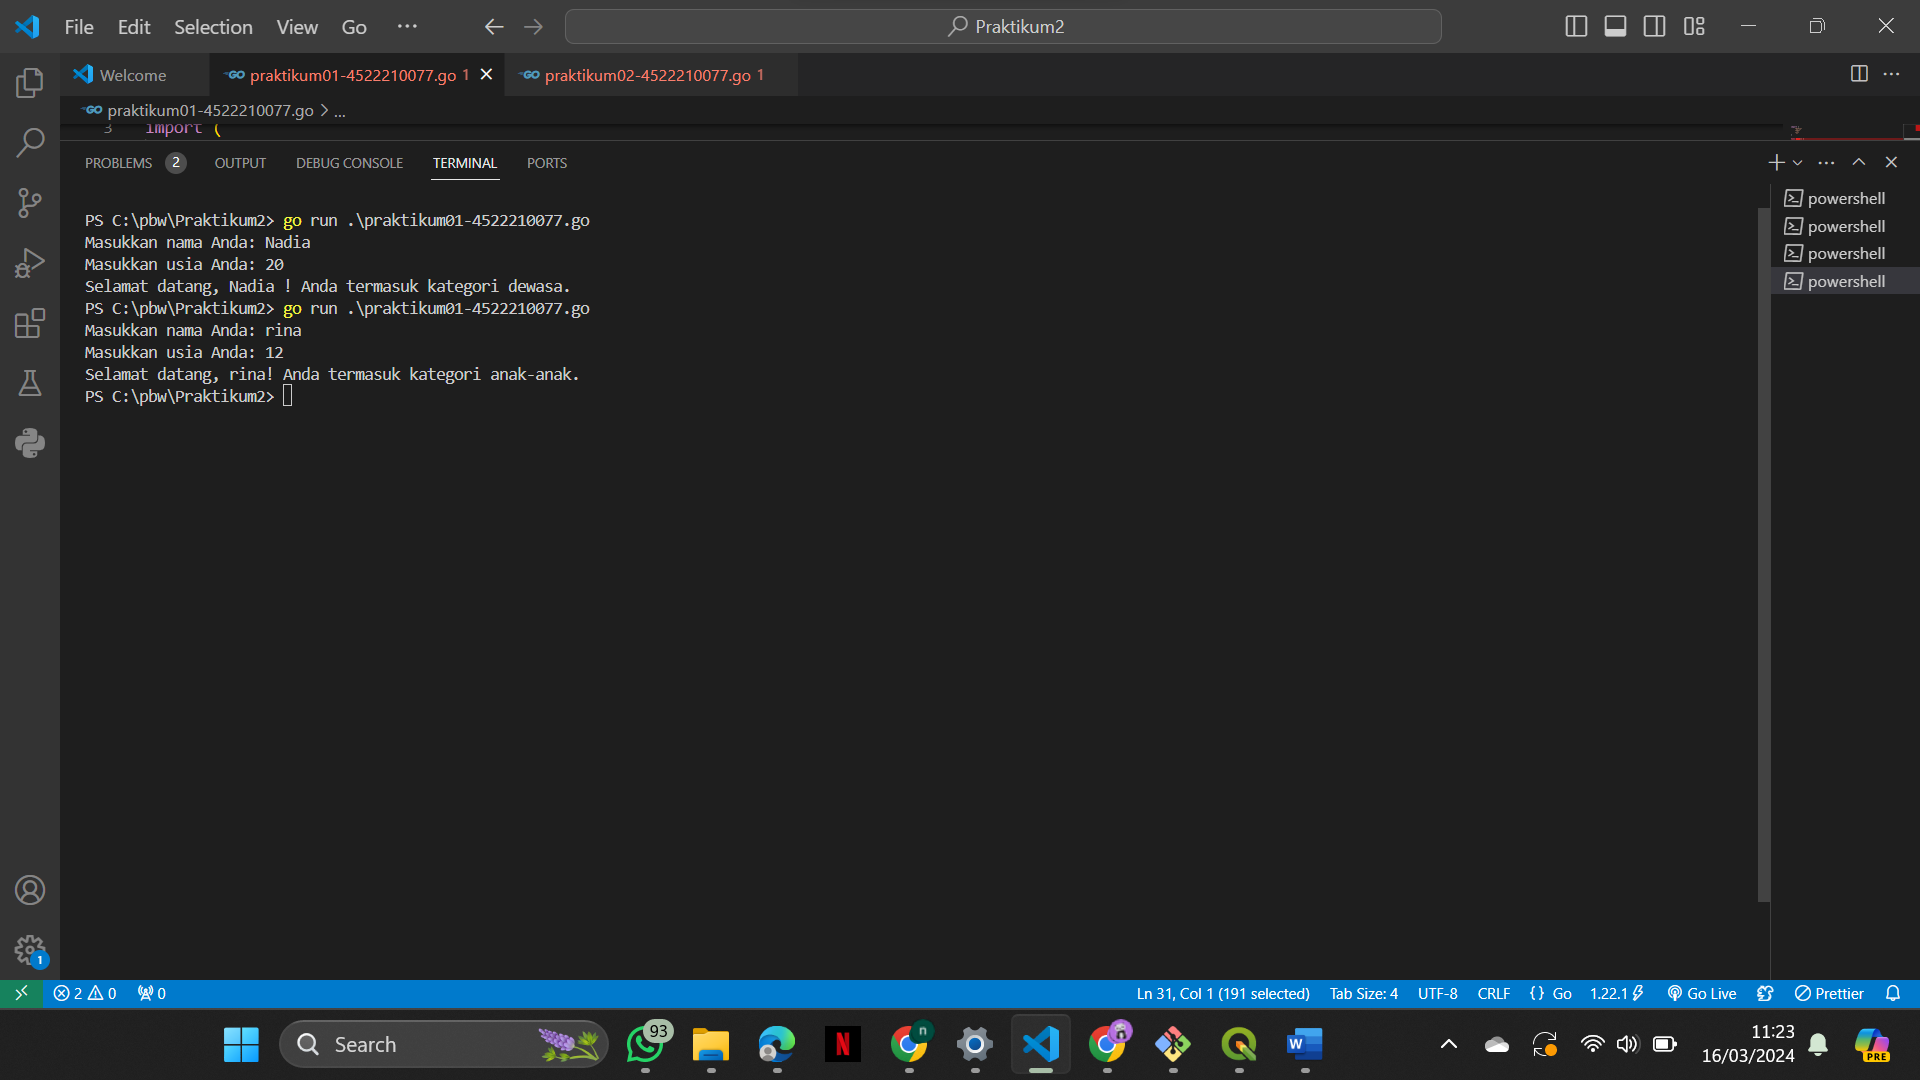 File Edit Selection View Go ···
Praktikum2
Welcome
praktikum01-4522210077.go 1
praktikum02-4522210077.go 1
praktikum01-4522210077.go > ...
3 import (
PROBLEMS 2 OUTPUT DEBUG CONSOLE TERMINAL PORTS
PS C:\pbw\Praktikum2> go run .\praktikum01-4522210077.go
Masukkan nama Anda: Nadia
Masukkan usia Anda: 20
Selamat datang, Nadia ! Anda termasuk kategori dewasa.
PS C:\pbw\Praktikum2> go run .\praktikum01-4522210077.go
Masukkan nama Anda: rina
Masukkan usia Anda: 12
Selamat datang, rina! Anda termasuk kategori anak-anak.
PS C:\pbw\Praktikum2>
powershell
powershell
powershell
powershell
1
2 0 0
Ln 31, Col 1 (191 selected) Tab Size: 4 UTF-8 CRLF {} Go 1.22.1 Go Live Prettier
Search
93
N
n
W
11:23
16/03/2024
PRE